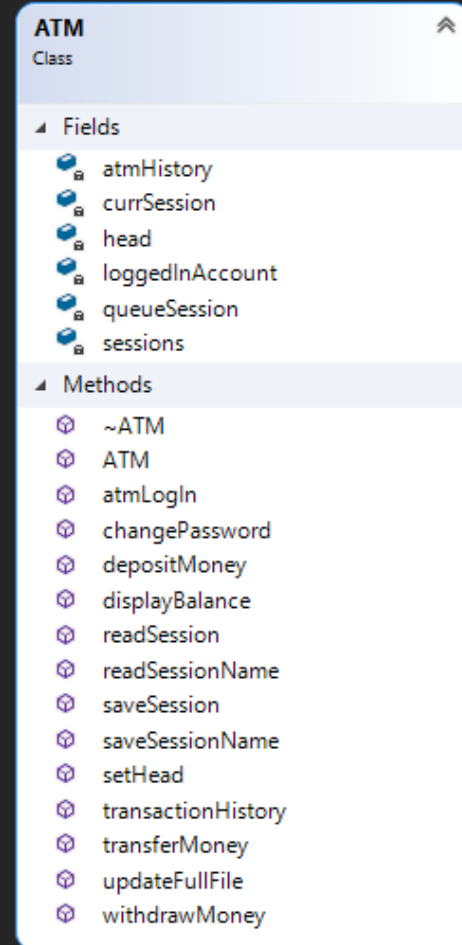 ATM
Class
Fields
atmHistory
currSession
head
loggedInAccount
queueSession
sessions
Methods
~ATM
ATM
atmLogIn
changePassword
depositMoney
displayBalance
readSession
readSessionName
saveSession
saveSessionName
setHead
transactionHistory
transferMoney
updateFullFile
withdrawMoney